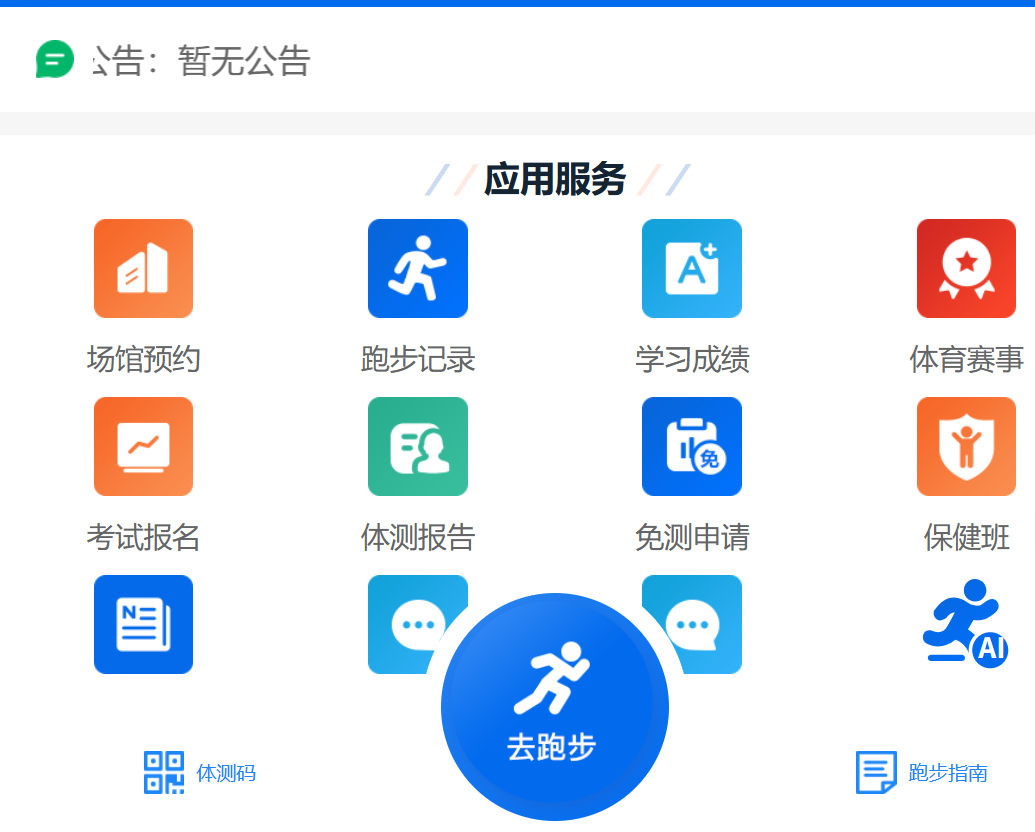 公告：暂无公告
应用服务
A+
场馆预约 跑步记录 学习成绩 体育赛事
免
考试报名 体测报告 免测申请 保健班
N
AI
去跑步
体测码 跑步指南